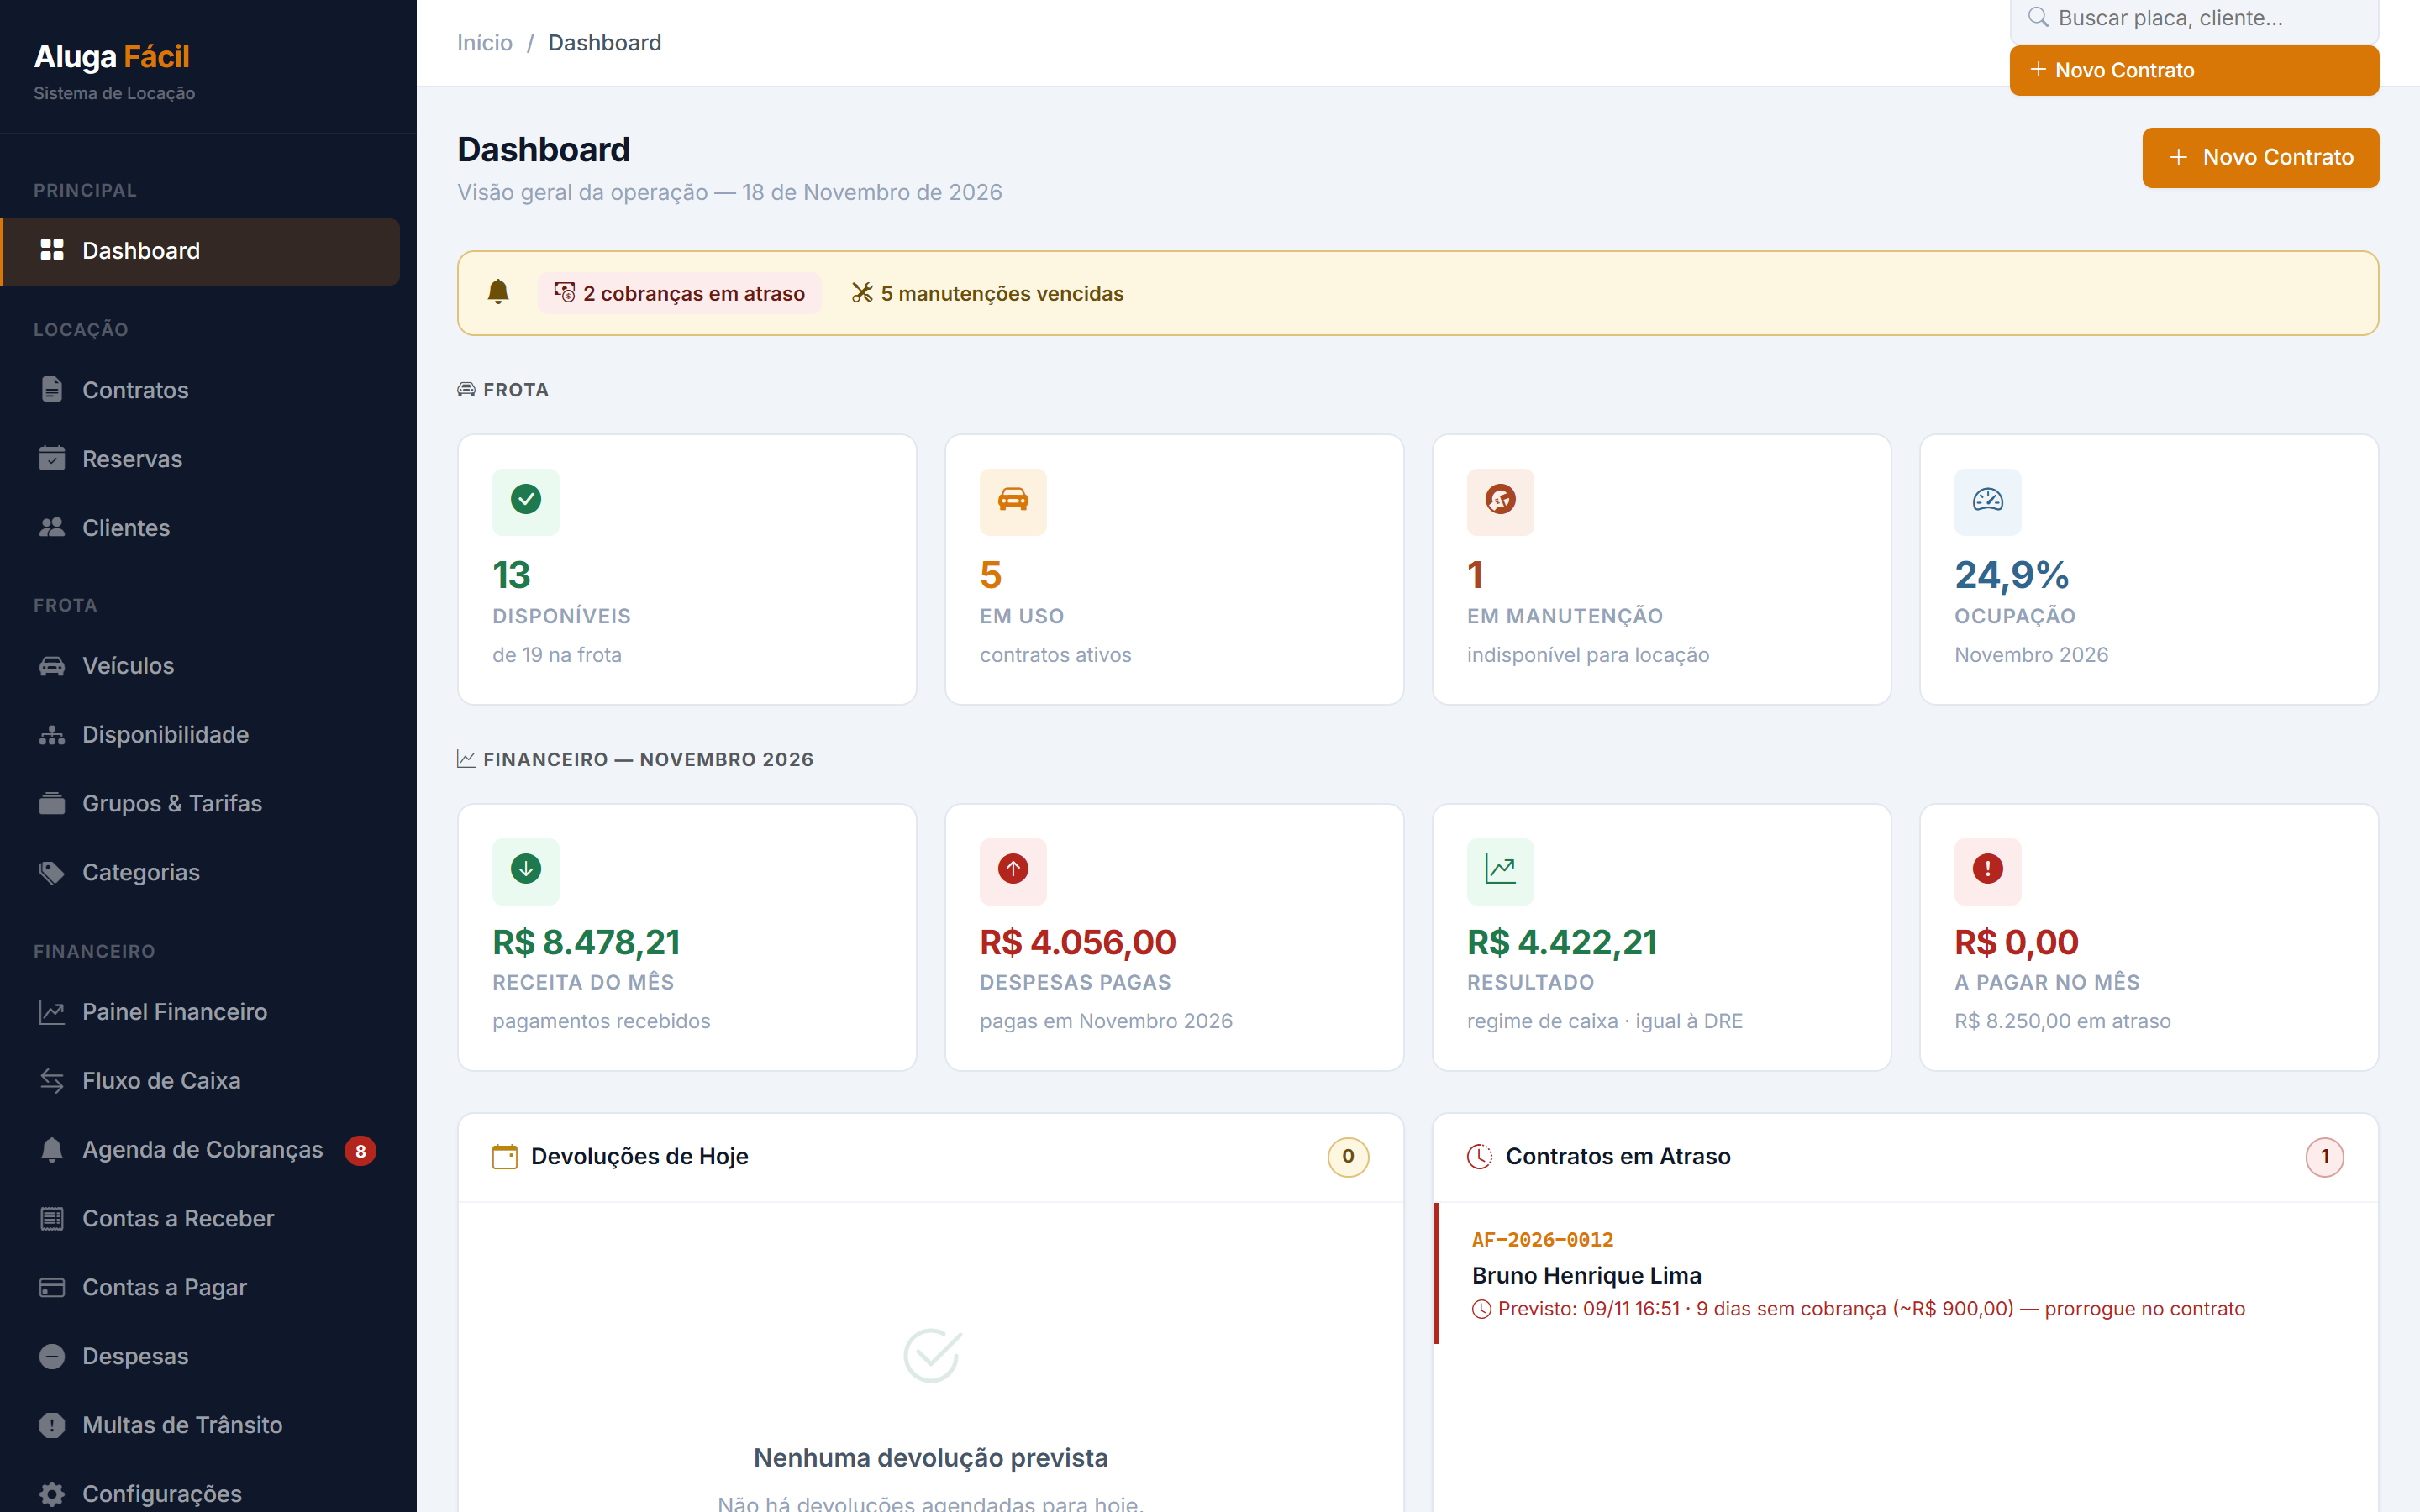 Aluga Fácil
Sistema de Locação
PRINCIPAL
Dashboard
LOCAÇÃO
Contratos
Reservas
Clientes
FROTA
Veículos
Disponibilidade
Grupos & Tarifas
Categorias
FINANCEIRO
Painel Financeiro
Fluxo de Caixa
Agenda de Cobranças 8
Contas a Receber
Contas a Pagar
Despesas
Multas de Trânsito
Configurações
Início / Dashboard
Buscar placa, cliente...
+ Novo Contrato
Dashboard
Visão geral da operação — 18 de Novembro de 2026
+ Novo Contrato
2 cobranças em atraso
5 manutenções vencidas
FROTA
13
DISPONÍVEIS
de 19 na frota
5
EM USO
contratos ativos
1
EM MANUTENÇÃO
indisponível para locação
24,9%
OCUPAÇÃO
Novembro 2026
FINANCEIRO — NOVEMBRO 2026
R$ 8.478,21
RECEITA DO MÊS
pagamentos recebidos
R$ 4.056,00
DESPESAS PAGAS
pagas em Novembro 2026
R$ 4.422,21
RESULTADO
regime de caixa · igual à DRE
R$ 0,00
A PAGAR NO MÊS
R$ 8.250,00 em atraso
Devoluções de Hoje 0
Nenhuma devolução prevista
Não há devoluções agendadas para hoje.
Contratos em Atraso 1
AF-2026-0012
Bruno Henrique Lima
Previsto: 09/11 16:51 · 9 dias sem cobrança (~R$ 900,00) — prorrogue no contrato